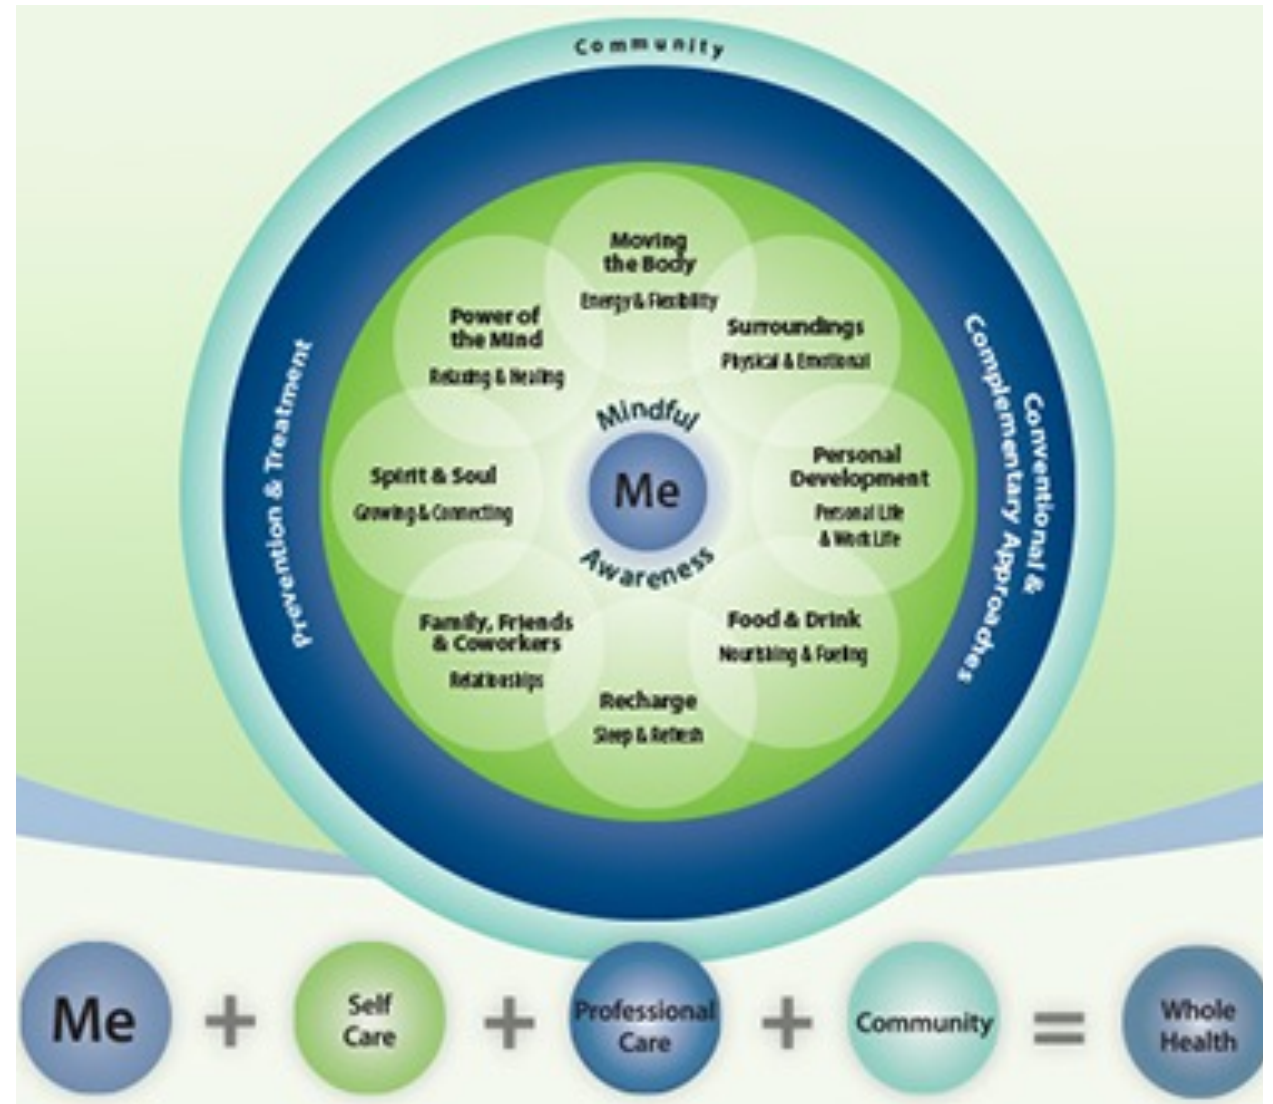 Community
Moving
the Body
Energy & Flexibility
Surroundings
Physical & Emotional
Power of
the Mind
Relaxing & Healing
Mindful
Me
Awareness
Personal
Development
Personal Life
& Work Life
Spirit & Soul
Growing & Connecting
Food & Drink
Nourishing & Fueling
Family, Friends
& Coworkers
Relationships
Recharge
Sleep & Refresh
Prevention & Treatment
Conventional &
Complementary Approaches
Me + Self Care + Professional Care + Community = Whole Health